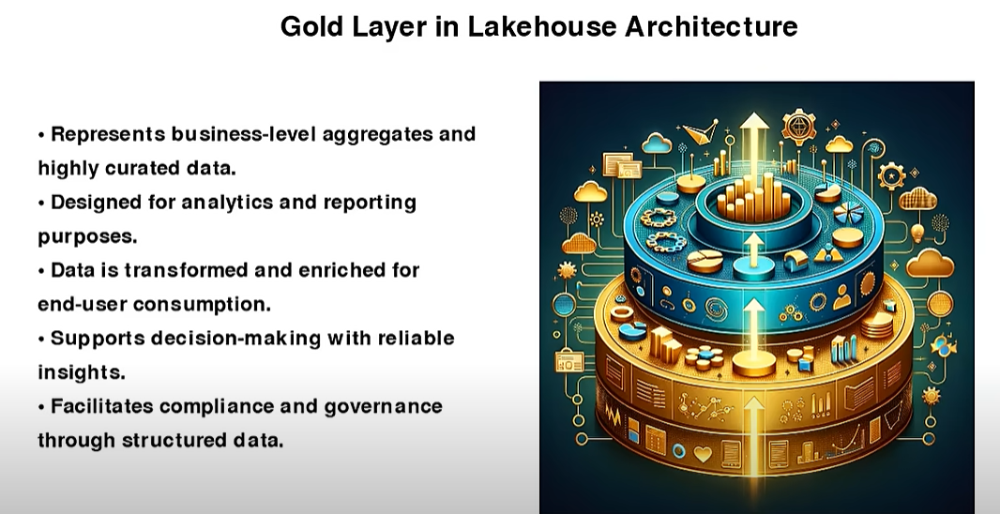 Gold Layer in Lakehouse Architecture
• Represents business-level aggregates and
highly curated data.
• Designed for analytics and reporting
purposes.
• Data is transformed and enriched for
end-user consumption.
• Supports decision-making with reliable
insights.
• Facilitates compliance and governance
through structured data.